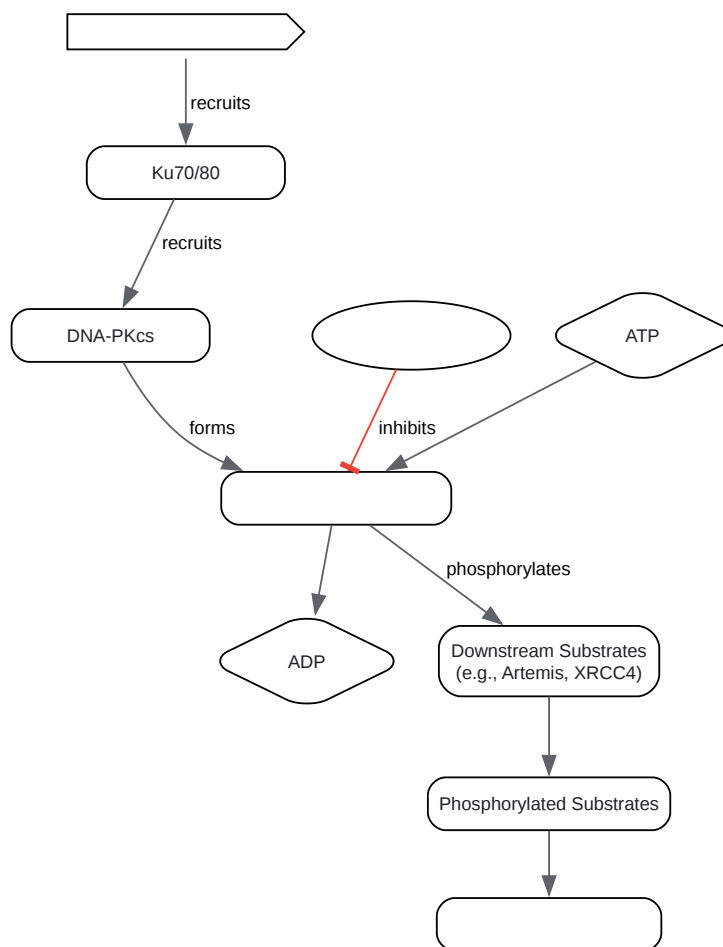 recruits
Ku70/80
recruits
DNA-PKcs
ATP
forms
inhibits
phosphorylates
ADP
Downstream Substrates
(e.g., Artemis, XRCC4)
Phosphorylated Substrates